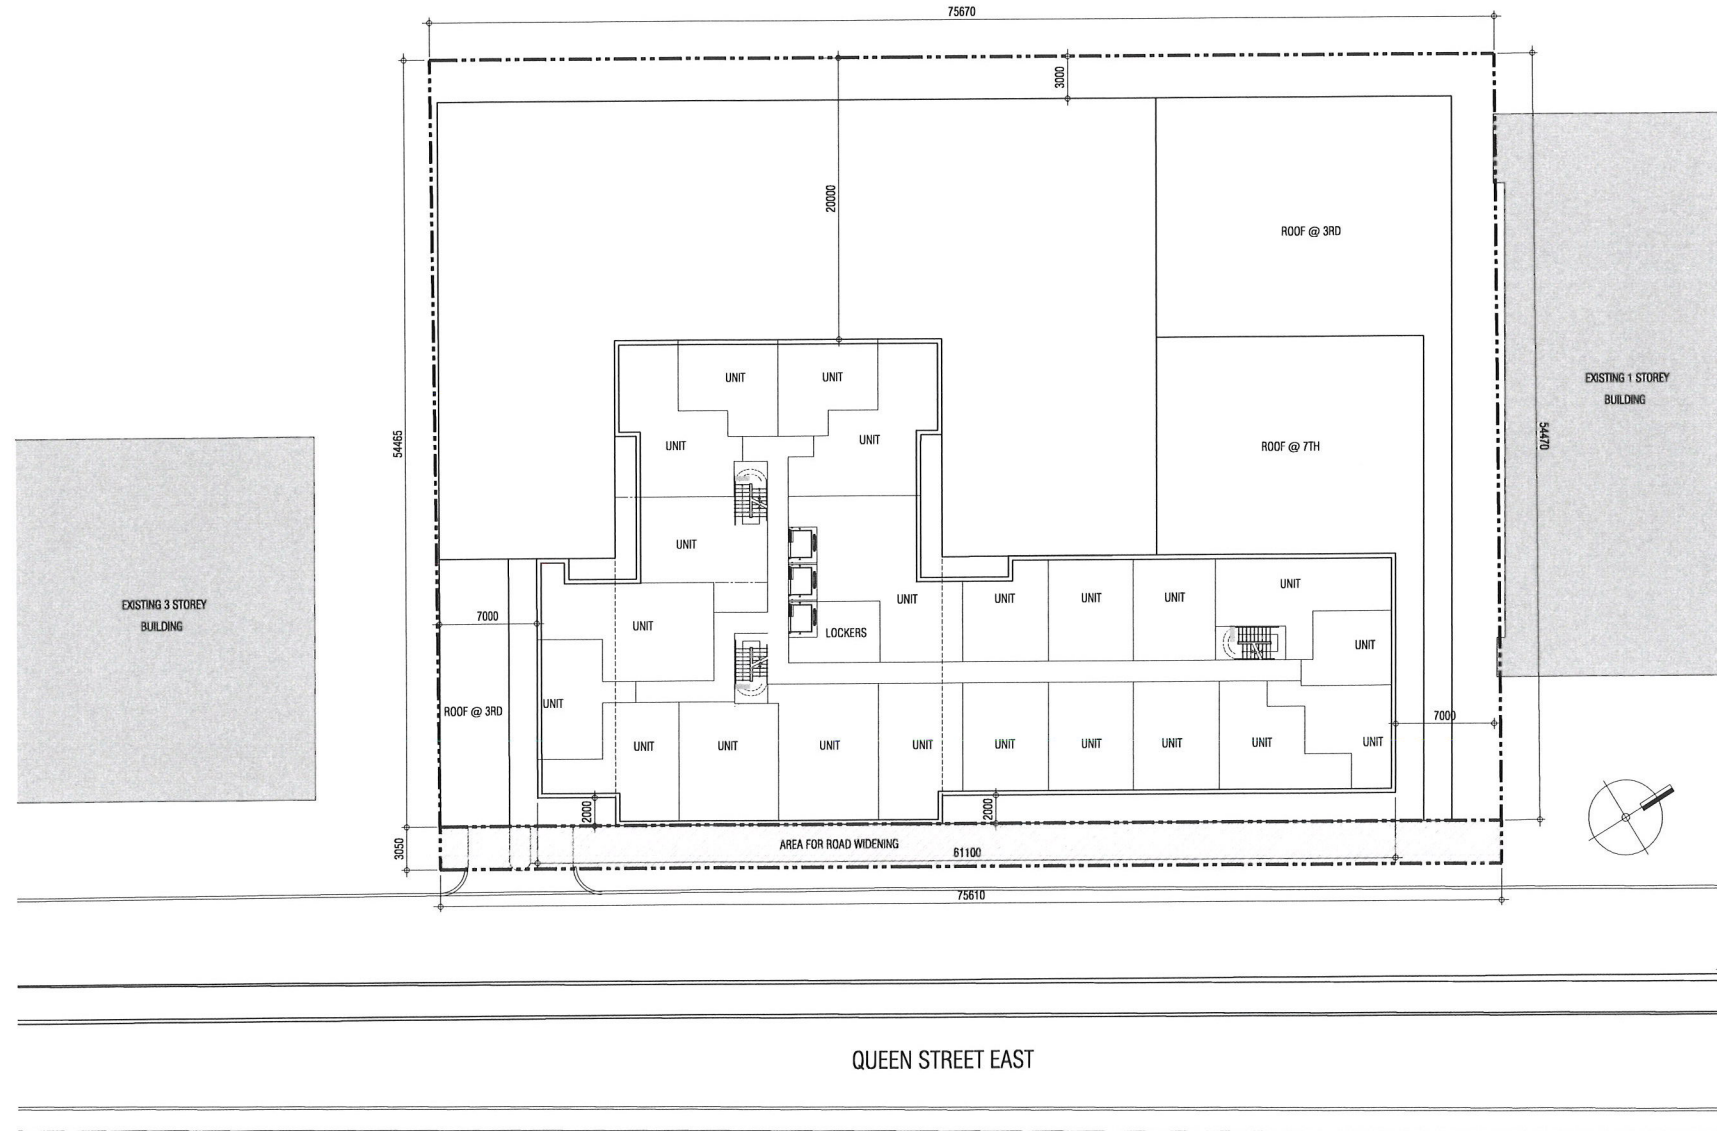 75670
3000
20000
ROOF @ 3RD
UNIT
UNIT
EXISTING 1 STOREY
BUILDING
54465
UNIT
UNIT
ROOF @ 7TH
54470
UNIT
UNIT
EXISTING 3 STOREY
BUILDING
7000
UNIT
UNIT
UNIT
UNIT
UNIT
LOCKERS
UNIT
ROOF @ 3RD
UNIT
7000
UNIT
UNIT
UNIT
UNIT
UNIT
UNIT
UNIT
UNIT
UNIT
2000
2000
3050
AREA FOR ROAD WIDENING
61100
75610
QUEEN STREET EAST